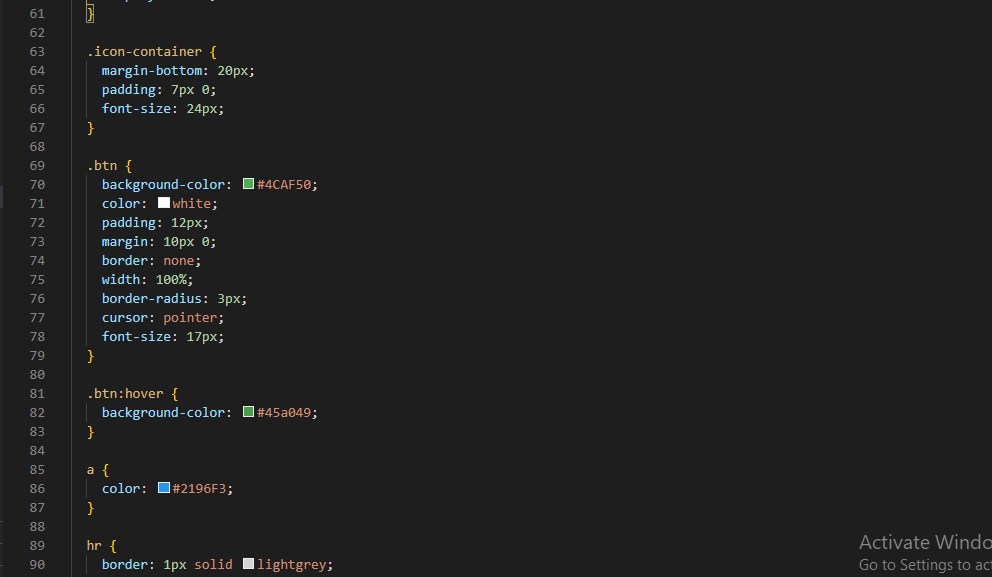 61 }
62
63 .icon-container {
64 margin-bottom: 20px;
65 padding: 7px 0;
66 font-size: 24px;
67 }
68
69 .btn {
70 background-color: #4CAF50;
71 color: white;
72 padding: 12px;
73 margin: 10px 0;
74 border: none;
75 width: 100%;
76 border-radius: 3px;
77 cursor: pointer;
78 font-size: 17px;
79 }
80
81 .btn:hover {
82 background-color: #45a049;
83 }
84
85 a {
86 color: #2196F3;
87 }
88
89 hr {
90 border: 1px solid lightgrey;
Activate Windo
Go to Settings to ac